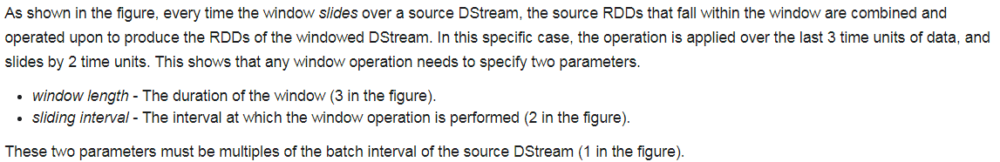 As shown in the figure, every time the window slides over a source DStream, the source RDDs that fall within the window are combined and
operated upon to produce the RDDs of the windowed DStream. In this specific case, the operation is applied over the last 3 time units of data, and
slides by 2 time units. This shows that any window operation needs to specify two parameters.
• window length - The duration of the window (3 in the figure).
• sliding interval - The interval at which the window operation is performed (2 in the figure).
These two parameters must be multiples of the batch interval of the source DStream (1 in the figure).